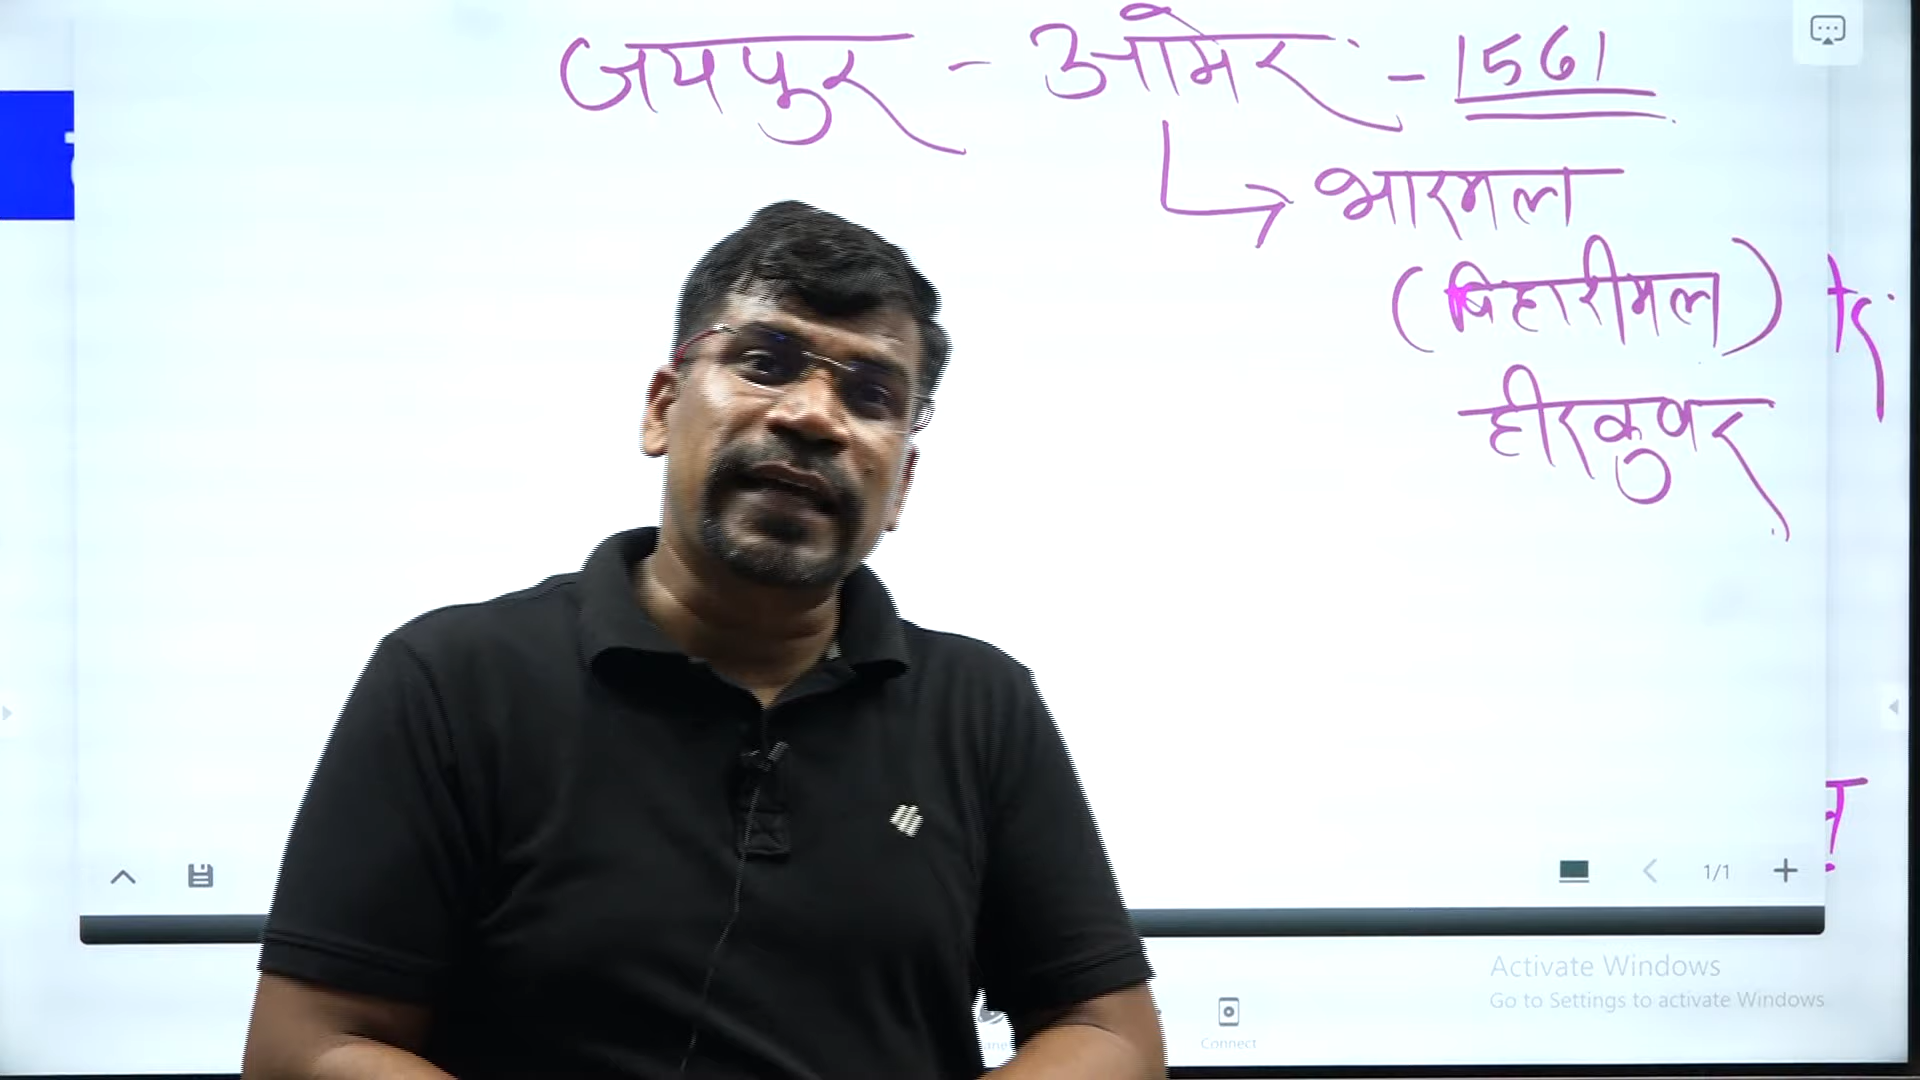 जयपुर - आमेर - 1561
भारमल
(बिहारीमल)
हीरकुवर
1/1
Activate Windows
Go to Settings to activate Windows
Connect